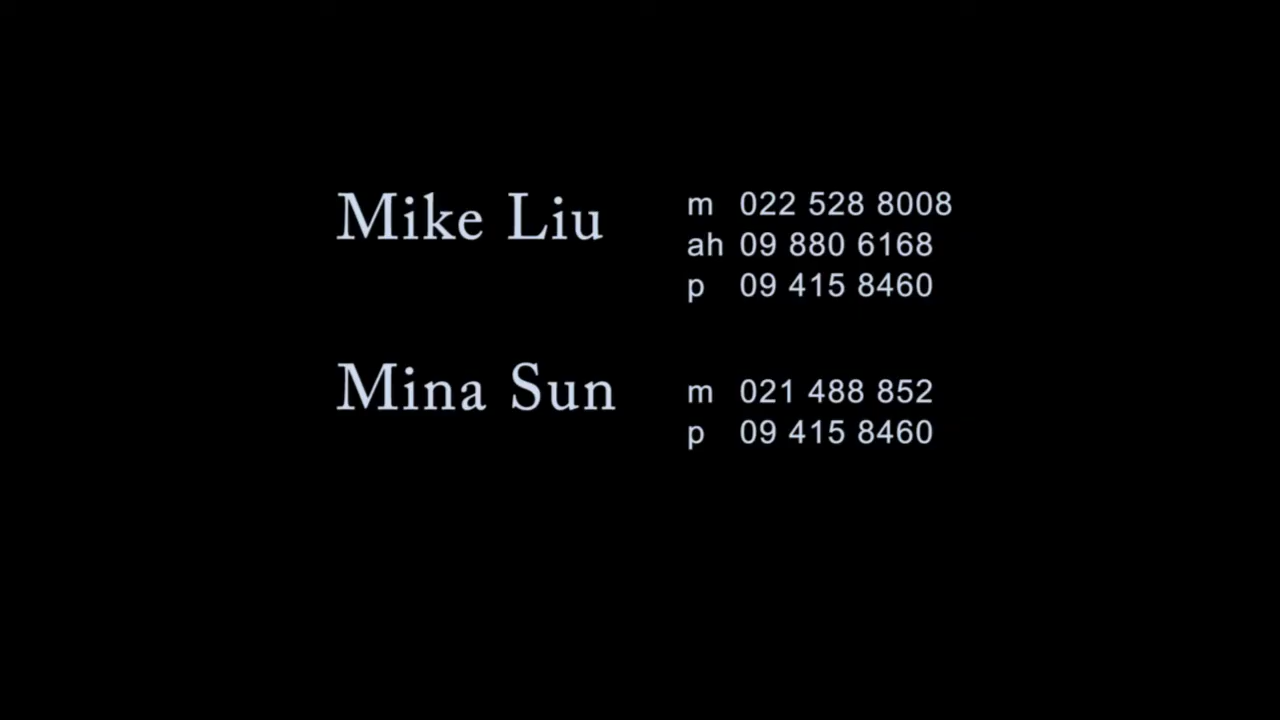 Mike Liu
m 022 528 8008
ah 09 880 6168
p 09 415 8460
Mina Sun
m 021 488 852
p 09 415 8460